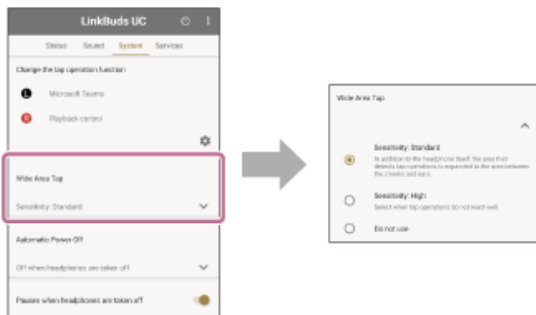 LinkBuds UC
Status Sound System Services
Change the tap operation function
L Microsoft Teams
R Playback control
Wide Area Tap
Sensitivity: Standard
Automatic Power Off
Off when headphones are taken off
Pauses when headphones are taken off
Wide Area Tap
Sensitivity: Standard
In addition to the headphone itself, the area that
detects tap operations is expanded to the area between
the cheeks and ears.
Sensitivity: High
Select when tap operations do not react well.
Do not use